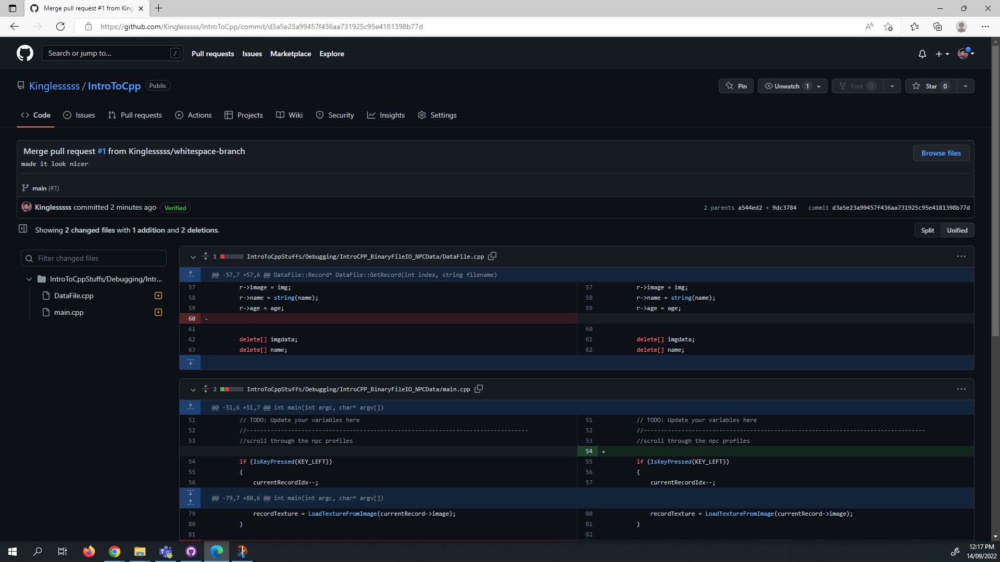 Merge pull request #1 from King
https://github.com/Kinglesssss/IntroToCpp/commit/d3a5e23a99457f436aa731925c95e4181398b77d
Search or jump to... /
Pull requests Issues Marketplace Explore
Kinglesssss / IntroToCpp Public
Pin Unwatch 1 Fork 0 Star 0
Code Issues Pull requests Actions Projects Wiki Security Insights Settings
Merge pull request #1 from Kinglesssss/whitespace-branch
Browse files
made it look nicer
main (#1)
Kinglesssss committed 2 minutes ago Verified
2 parents a544ed2 + 9dc3784 commit d3a5e23a99457f436aa731925c95e4181398b77d
Showing 2 changed files with 1 addition and 2 deletions.
Split Unified
Filter changed files
IntroToCppStuffs/Debugging/Intr...
DataFile.cpp
main.cpp
1 IntroToCppStuffs/Debugging/IntroCPP_BinaryFileIO_NPCData/DataFile.cpp
@@ -57,7 +57,6 @@ DataFile::Record* DataFile::GetRecord(int index, string filename)
57 r->image = img; 57 r->image = img;
58 r->name = string(name); 58 r->name = string(name);
59 r->age = age; 59 r->age = age;
60 -
61 60
62 delete[] imgdata; 61 delete[] imgdata;
63 delete[] name; 62 delete[] name;
2 IntroToCppStuffs/Debugging/IntroCPP_BinaryFileIO_NPCData/main.cpp
@@ -51,6 +51,7 @@ int main(int argc, char* argv[])
51 // TODO: Update your variables here 51 // TODO: Update your variables here
52 //---------------------------------------------------------------------------------- 52 //----------------------------------------------------------------------------------
53 //scroll through the npc profiles 53 //scroll through the npc profiles
54 +
54 if (IsKeyPressed(KEY_LEFT)) 55 if (IsKeyPressed(KEY_LEFT))
55 { 56 {
56 currentRecordIdx--; 57 currentRecordIdx--;
@@ -79,7 +80,6 @@ int main(int argc, char* argv[])
79 recordTexture = LoadTextureFromImage(currentRecord->image); 80 recordTexture = LoadTextureFromImage(currentRecord->image);
80 } 81 }
81 82
12:17 PM
14/09/2022